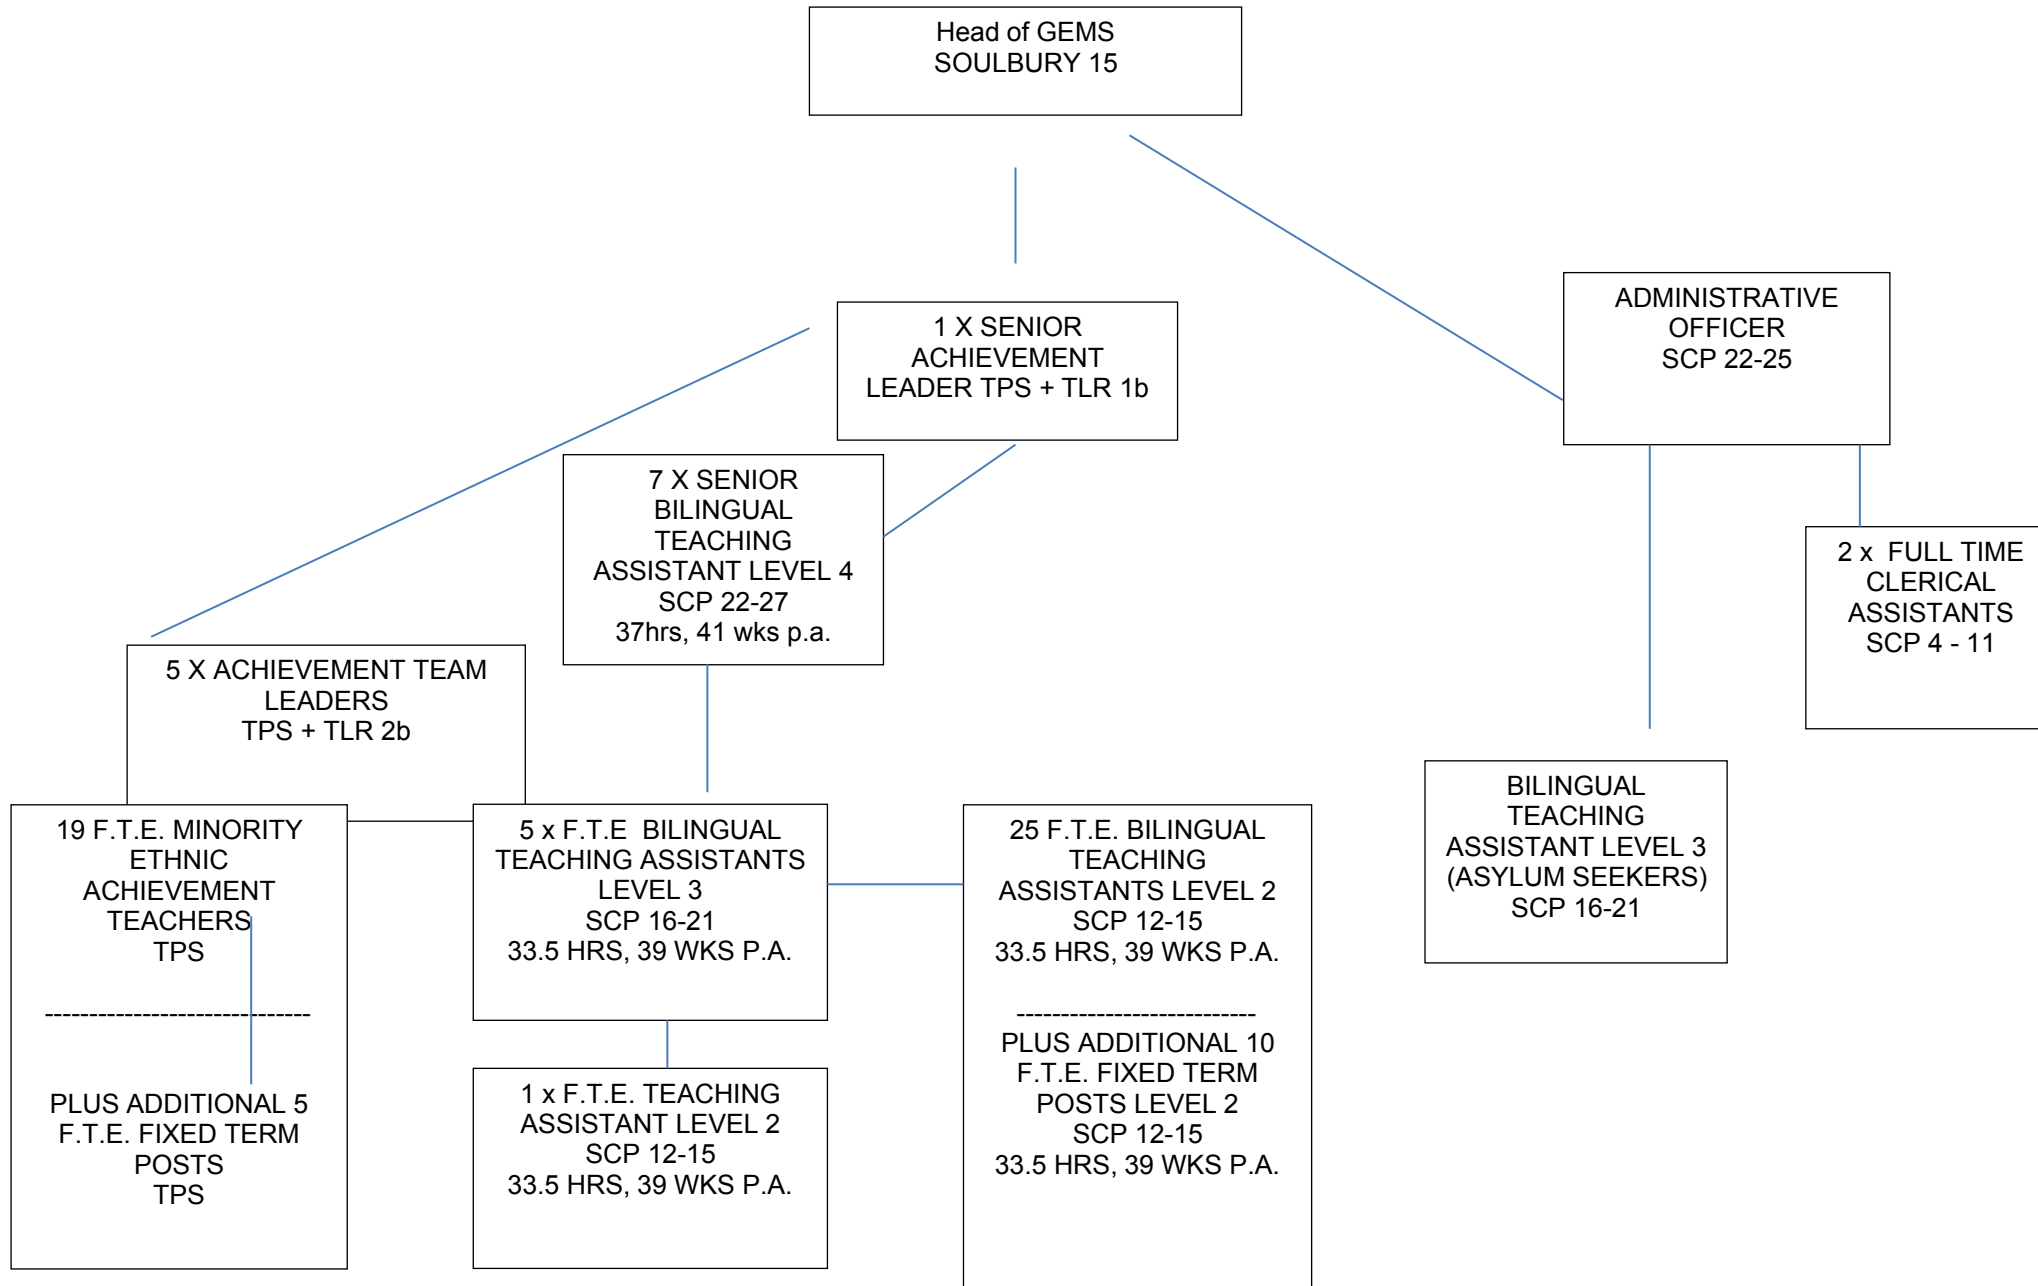 Head of GEMS
SOULBURY 15
1 X SENIOR
ACHIEVEMENT
LEADER TPS + TLR 1b
ADMINISTRATIVE
OFFICER
SCP 22-25
7 X SENIOR
BILINGUAL
TEACHING
ASSISTANT LEVEL 4
SCP 22-27
37hrs, 41 wks p.a.
2 x  FULL TIME
CLERICAL
ASSISTANTS
SCP 4 - 11
5 X ACHIEVEMENT TEAM
LEADERS
TPS + TLR 2b
19 F.T.E. MINORITY
ETHNIC
ACHIEVEMENT
TEACHERS
TPS
------------------------------
PLUS ADDITIONAL 5
F.T.E. FIXED TERM
POSTS
TPS
5 x F.T.E  BILINGUAL
TEACHING ASSISTANTS
LEVEL 3
SCP 16-21
33.5 HRS, 39 WKS P.A.
1 x F.T.E. TEACHING
ASSISTANT LEVEL 2
SCP 12-15
33.5 HRS, 39 WKS P.A.
25 F.T.E. BILINGUAL
TEACHING
ASSISTANTS LEVEL 2
SCP 12-15
33.5 HRS, 39 WKS P.A.
---------------------------
PLUS ADDITIONAL 10
F.T.E. FIXED TERM
POSTS LEVEL 2
SCP 12-15
33.5 HRS, 39 WKS P.A.
BILINGUAL
TEACHING
ASSISTANT LEVEL 3
(ASYLUM SEEKERS)
SCP 16-21